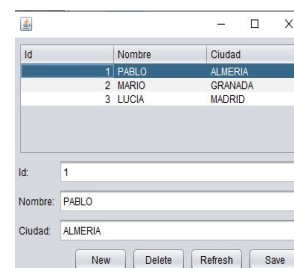 Id Nombre Ciudad
1 PABLO ALMERIA
2 MARIO GRANADA
3 LUCIA MADRID
Id: 1
Nombre: PABLO
Ciudad: ALMERIA
New Delete Refresh Save